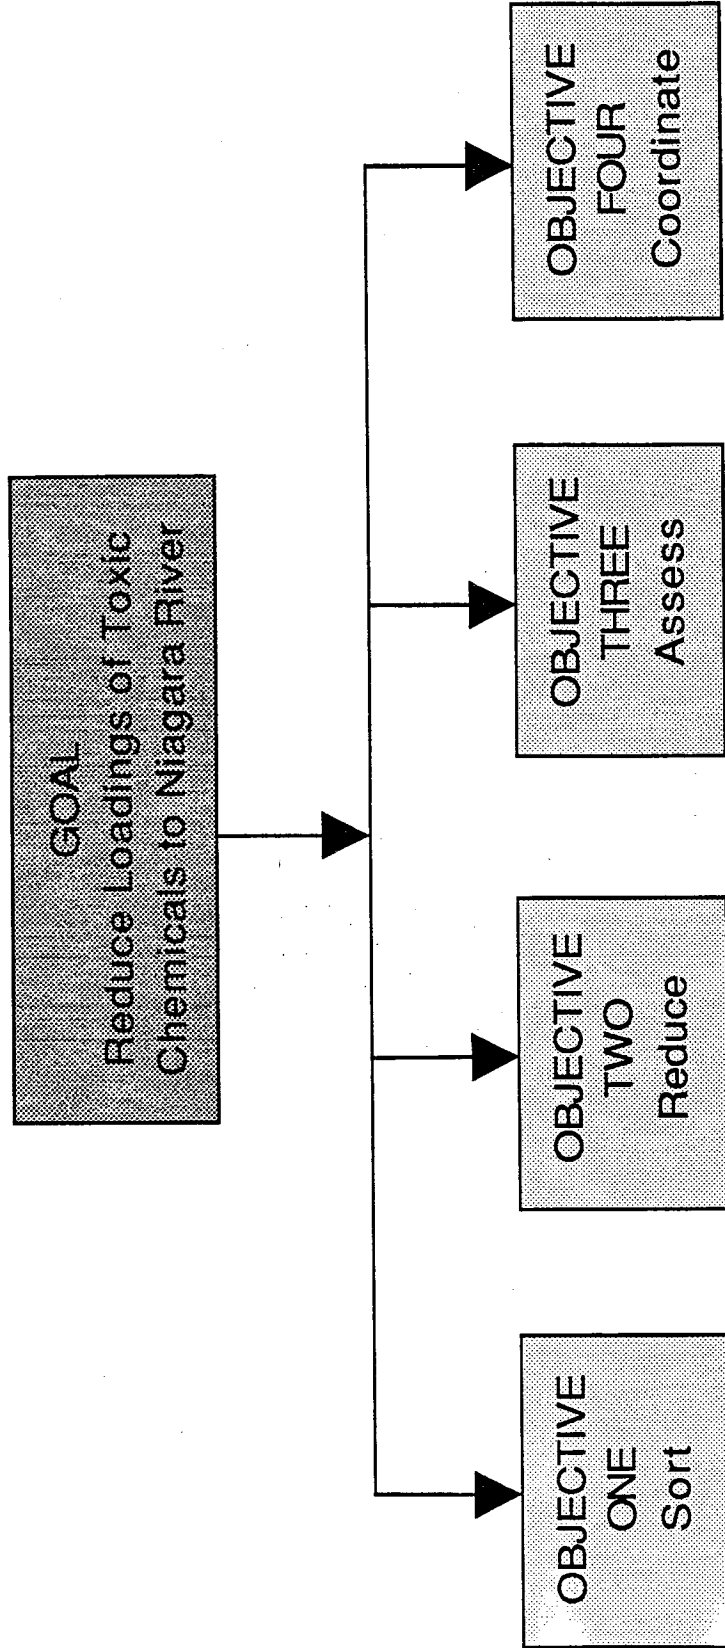 GOAL
Reduce Loadings of Toxic
Chemicals to Niagara River
OBJECTIVE
ONE
Sort
OBJECTIVE
TWO
Reduce
OBJECTIVE
THREE
Assess
OBJECTIVE
FOUR
Coordinate